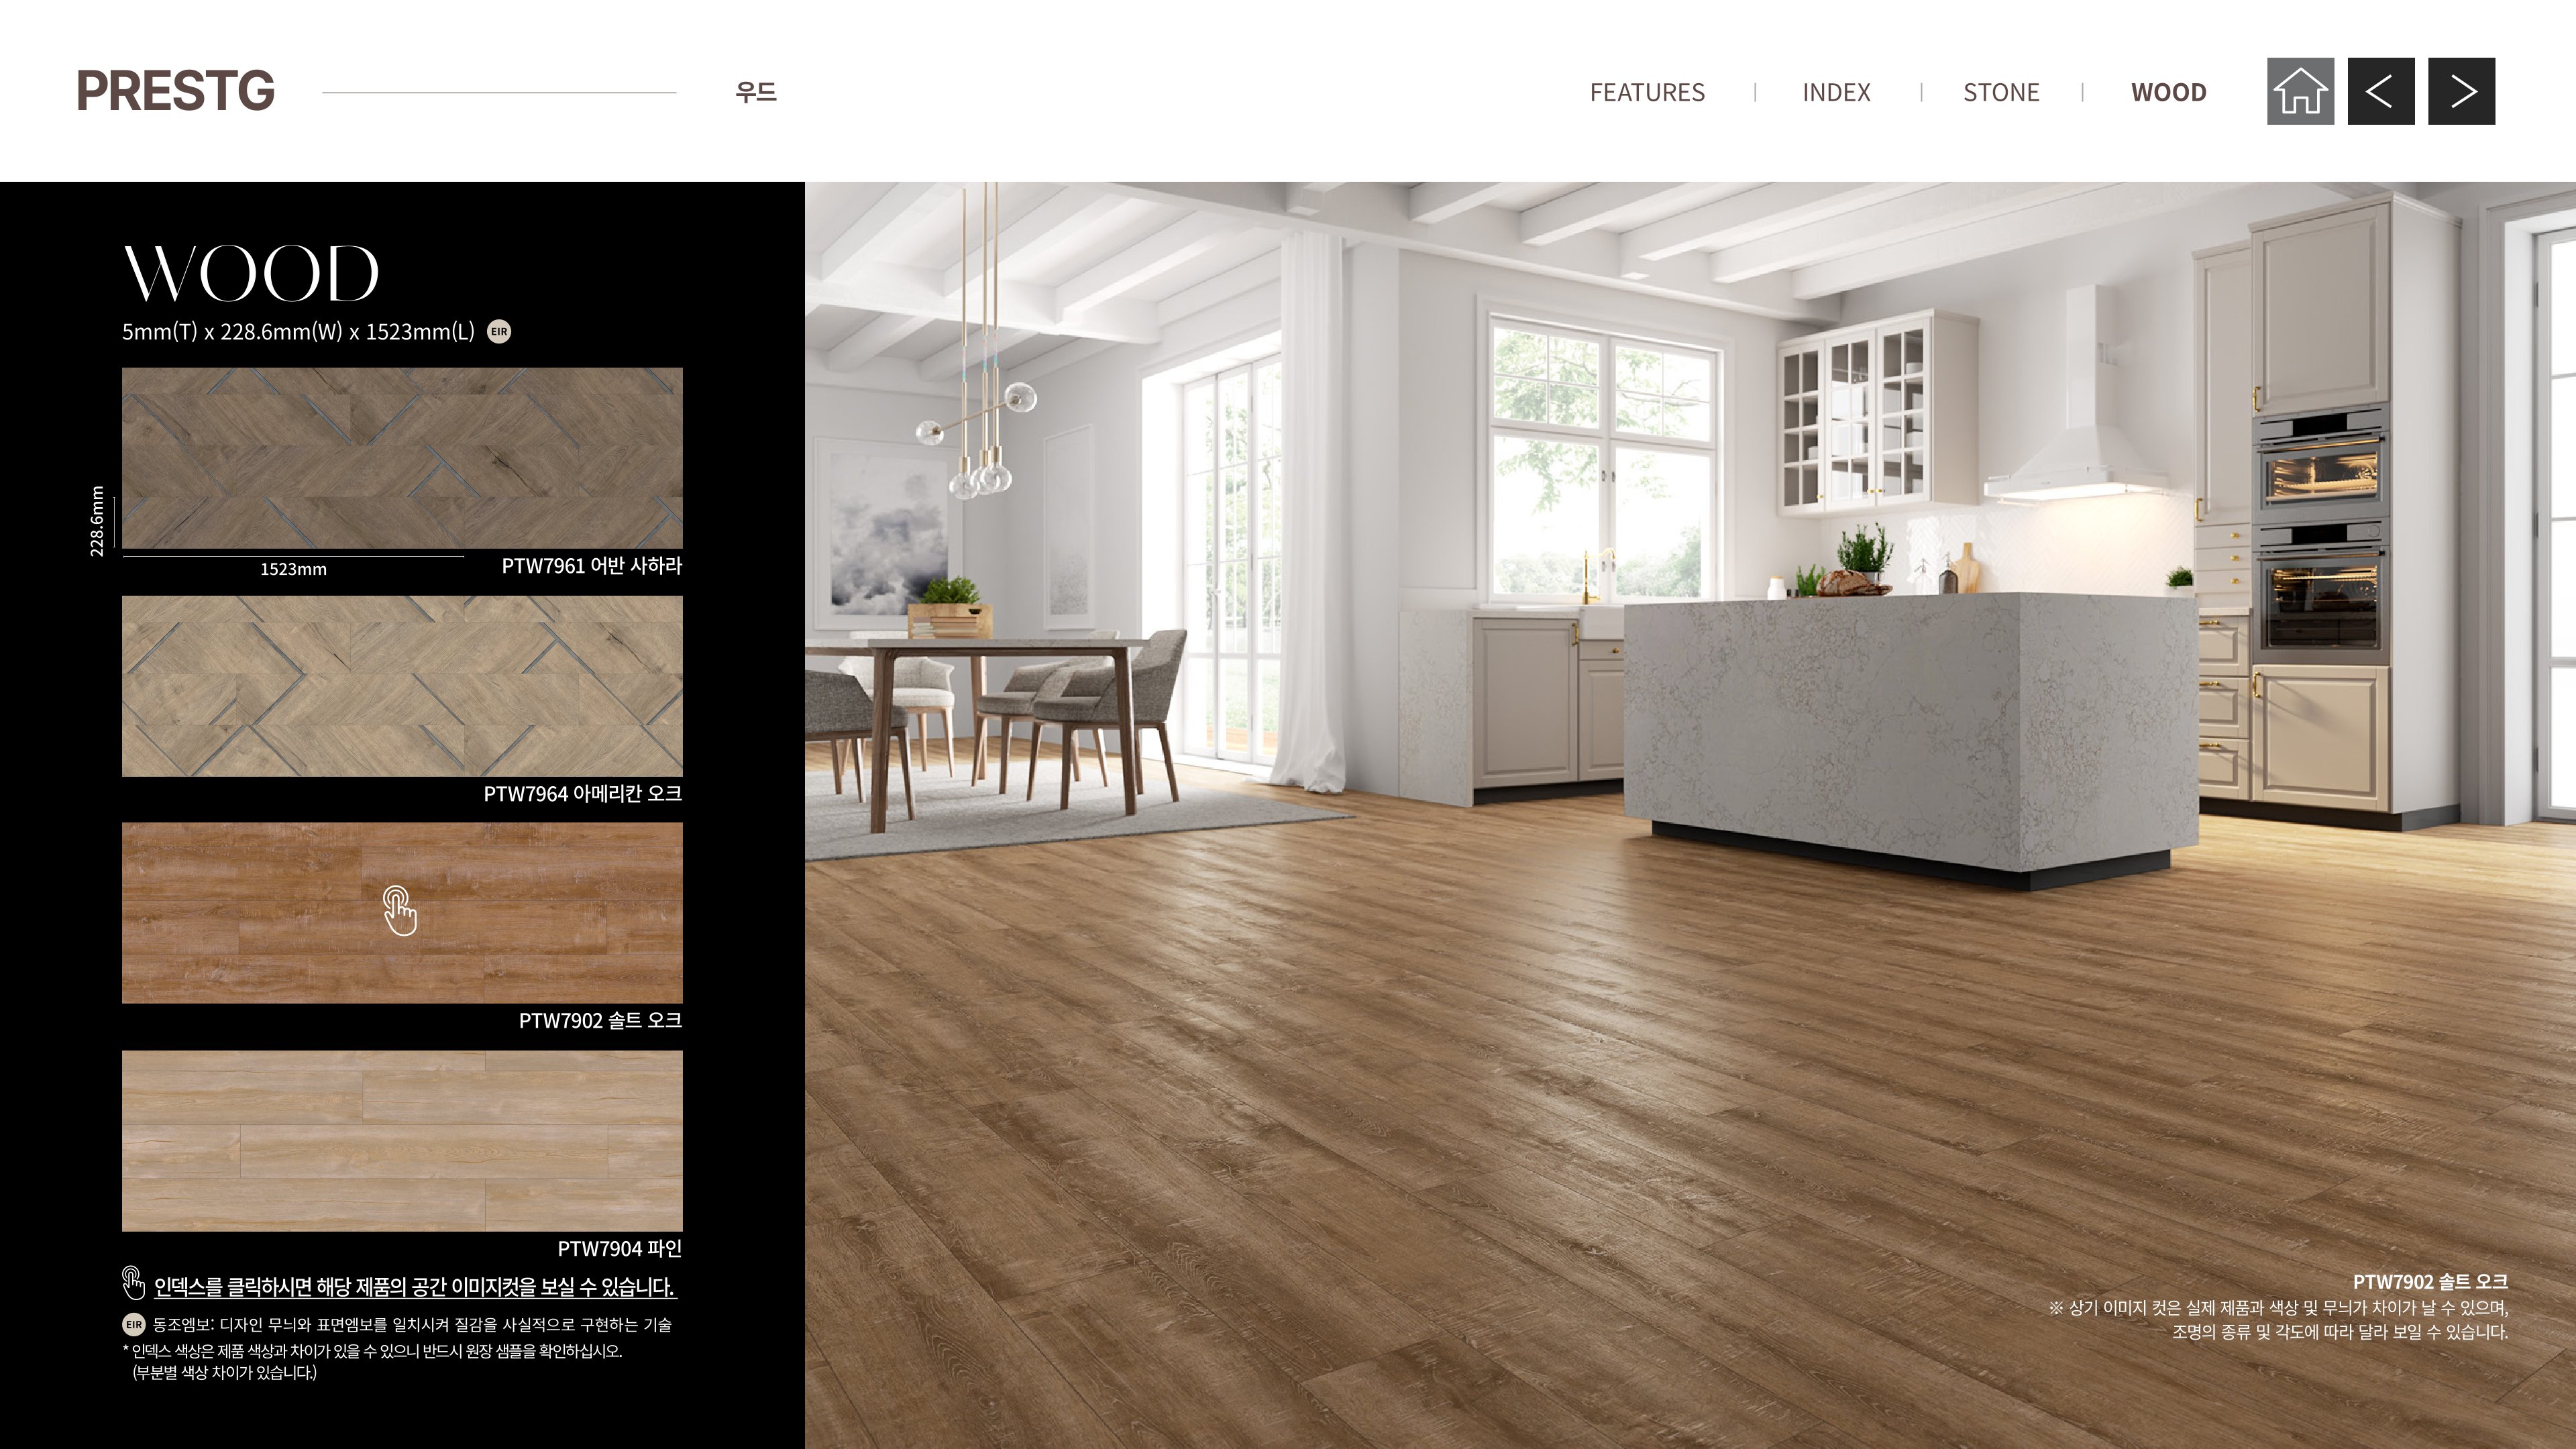 PRESTG
우드
FEATURES | INDEX | STONE | WOOD
WOOD
5mm(T) x 228.6mm(W) x 1523mm(L) EIR
228.6mm
1523mm
PTW7961 어반 사하라
PTW7964 아메리칸 오크
PTW7902 솔트 오크
PTW7904 파인
인덱스를 클릭하시면 해당 제품의 공간 이미지컷을 보실 수 있습니다.
EIR 동조엠보: 디자인 무늬와 표면엠보를 일치시켜 질감을 사실적으로 구현하는 기술
* 인덱스 색상은 제품 색상과 차이가 있을 수 있으니 반드시 원장 샘플을 확인하십시오.
(부분별 색상 차이가 있습니다.)
PTW7902 솔트 오크
※ 상기 이미지 컷은 실제 제품과 색상 및 무늬가 차이가 날 수 있으며,
조명의 종류 및 각도에 따라 달라 보일 수 있습니다.